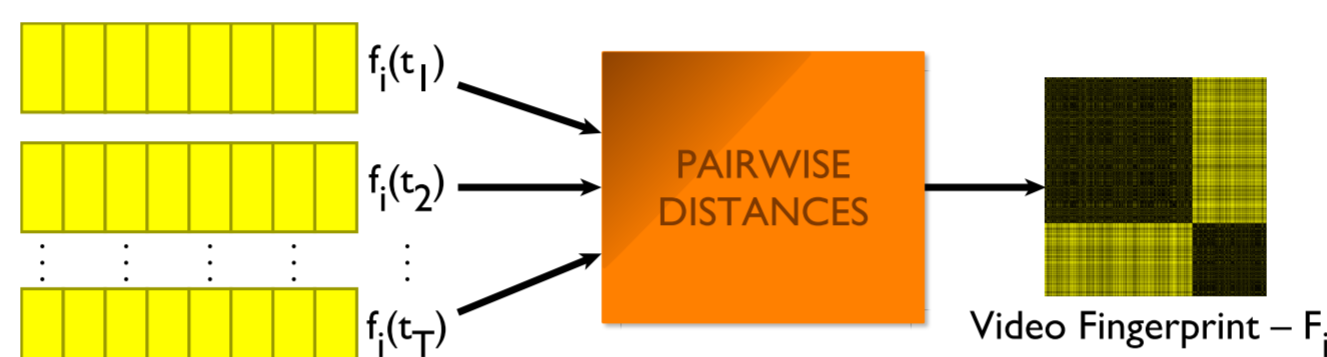 fi(t1)
PAIRWISE
DISTANCES
fi(t2)
fi(tT)
Video Fingerprint – Fi